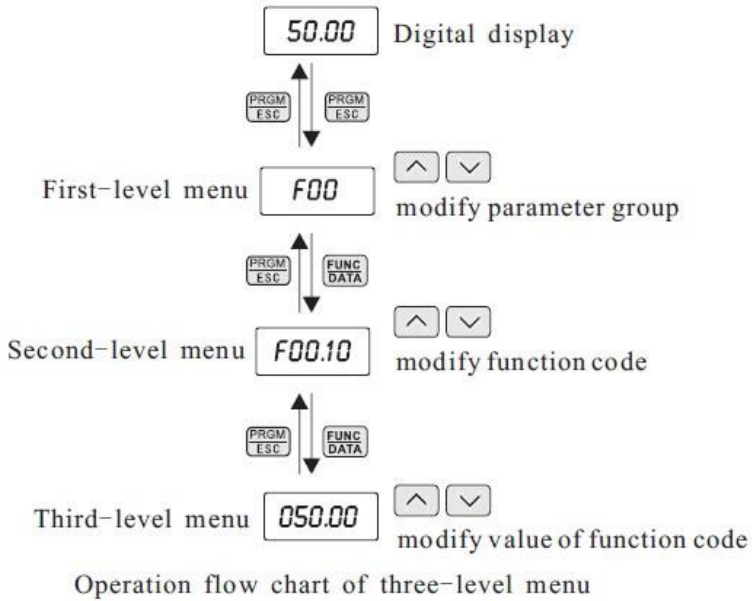 50.00 Digital display
PRGM ESC PRGM ESC
First-level menu F00
modify parameter group
PRGM ESC FUNC DATA
Second-level menu F00.10
modify function code
PRGM ESC FUNC DATA
Third-level menu 050.00
modify value of function code
Operation flow chart of three-level menu